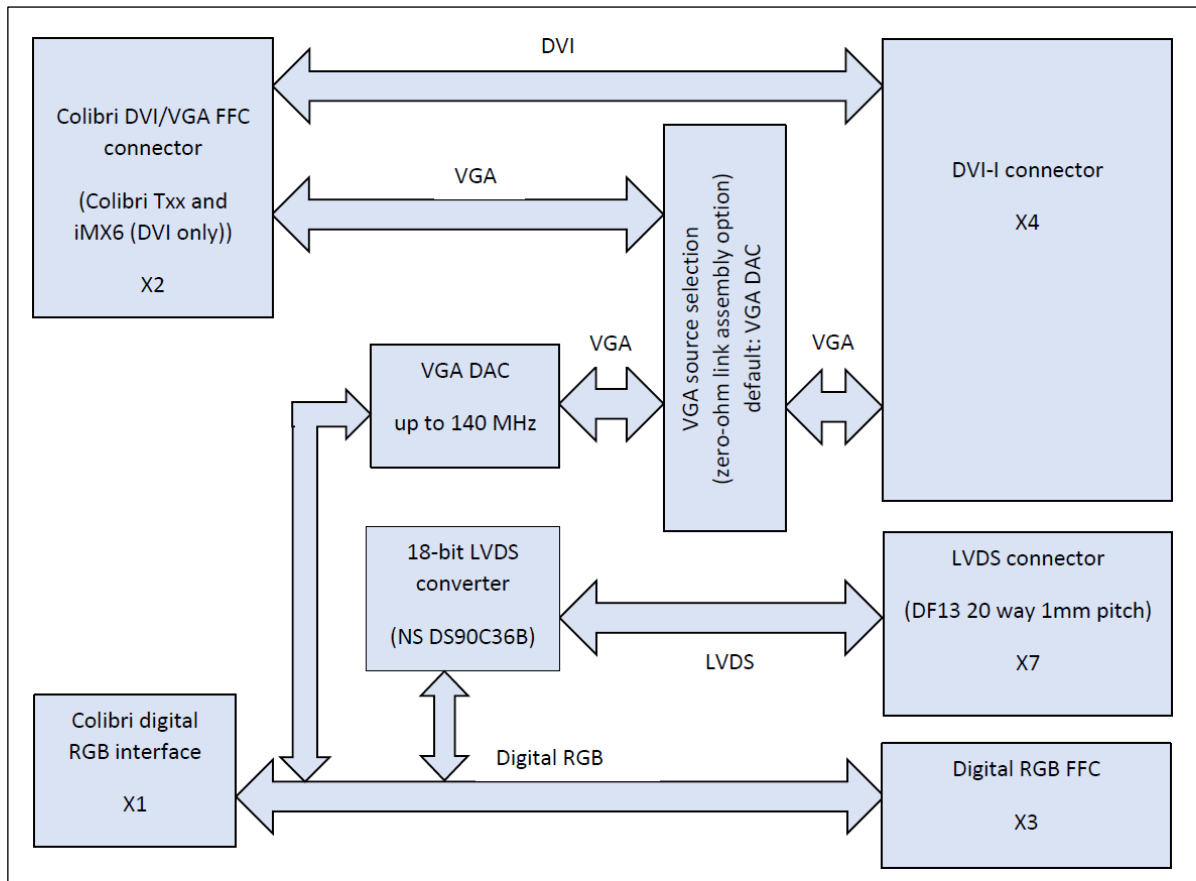 DVI
Colibri DVI/VGA FFC
connector
(Colibri Txx and
iMX6 (DVI only))
X2
VGA
DVI-I connector
X4
VGA source selection
(zero-ohm link assembly option)
default: VGA DAC
VGA
VGA
VGA DAC
up to 140 MHz
18-bit LVDS
converter
(NS DS90C36B)
LVDS
LVDS connector
(DF13 20 way 1mm pitch)
X7
Colibri digital
RGB interface
X1
Digital RGB
Digital RGB FFC
X3